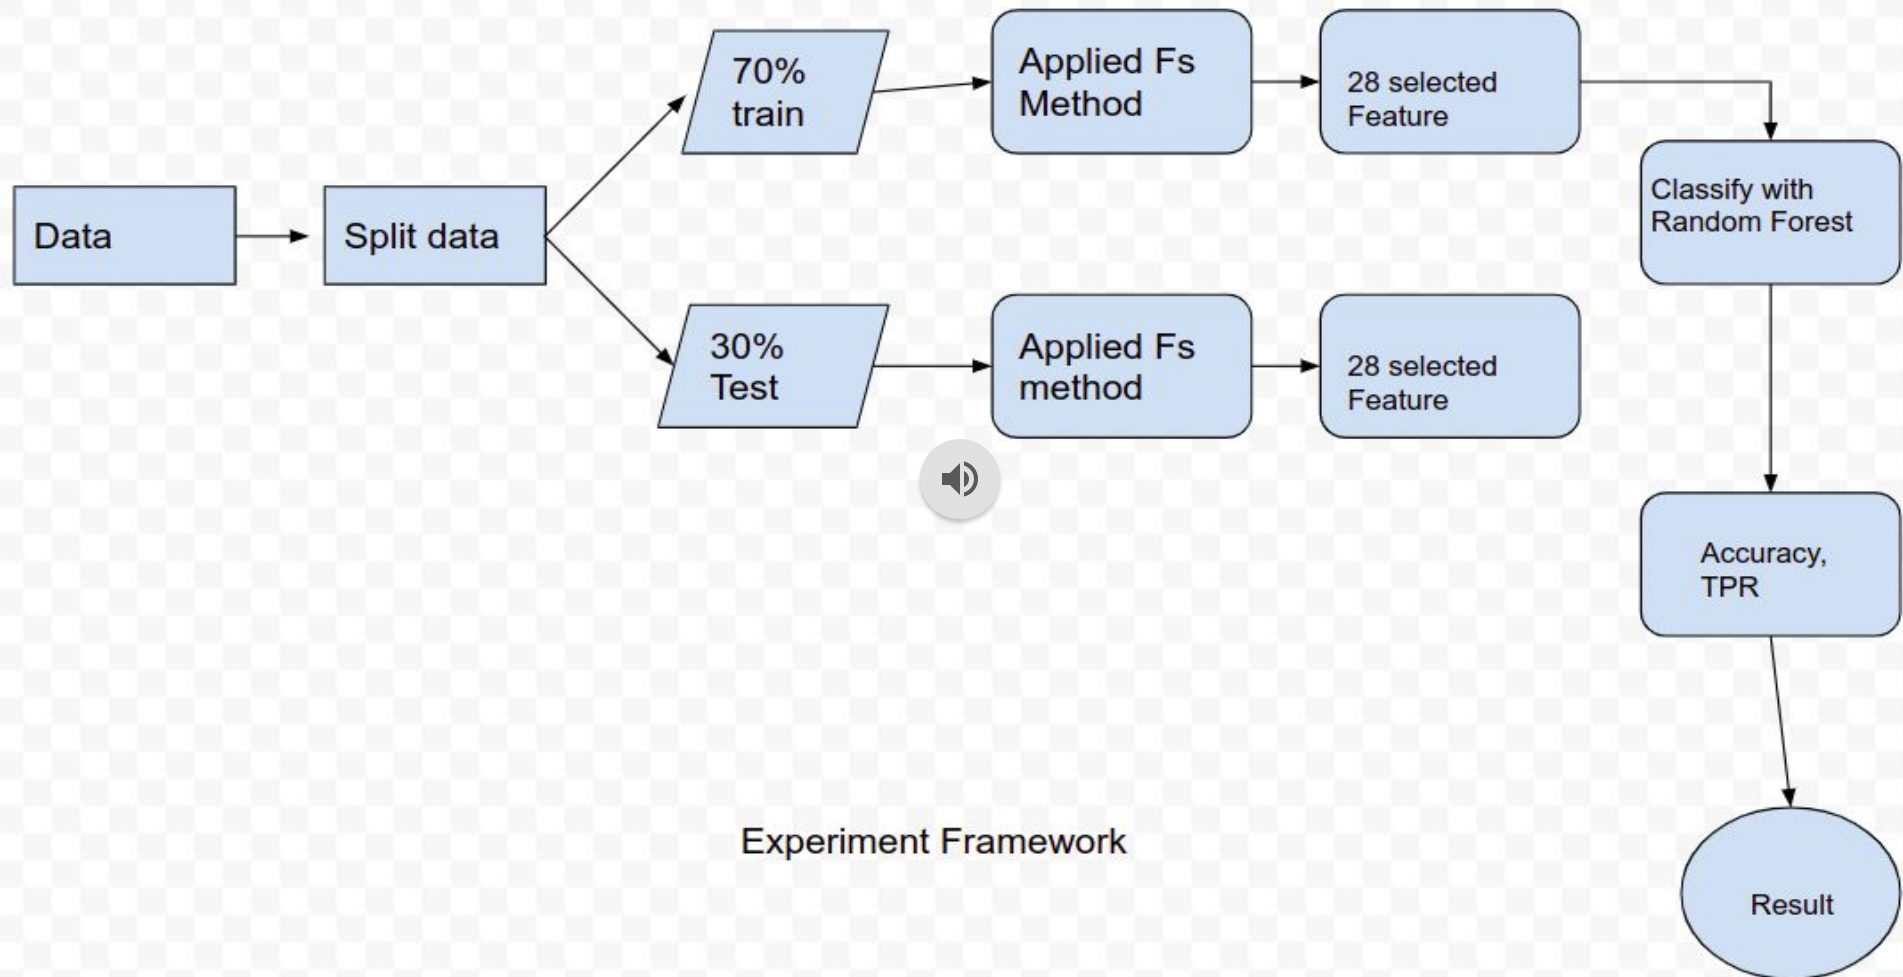 Data
Split data
70%
train
Applied Fs
Method
28 selected
Feature
Classify with
Random Forest
30%
Test
Applied Fs
method
28 selected
Feature
Accuracy,
TPR
Experiment Framework
Result